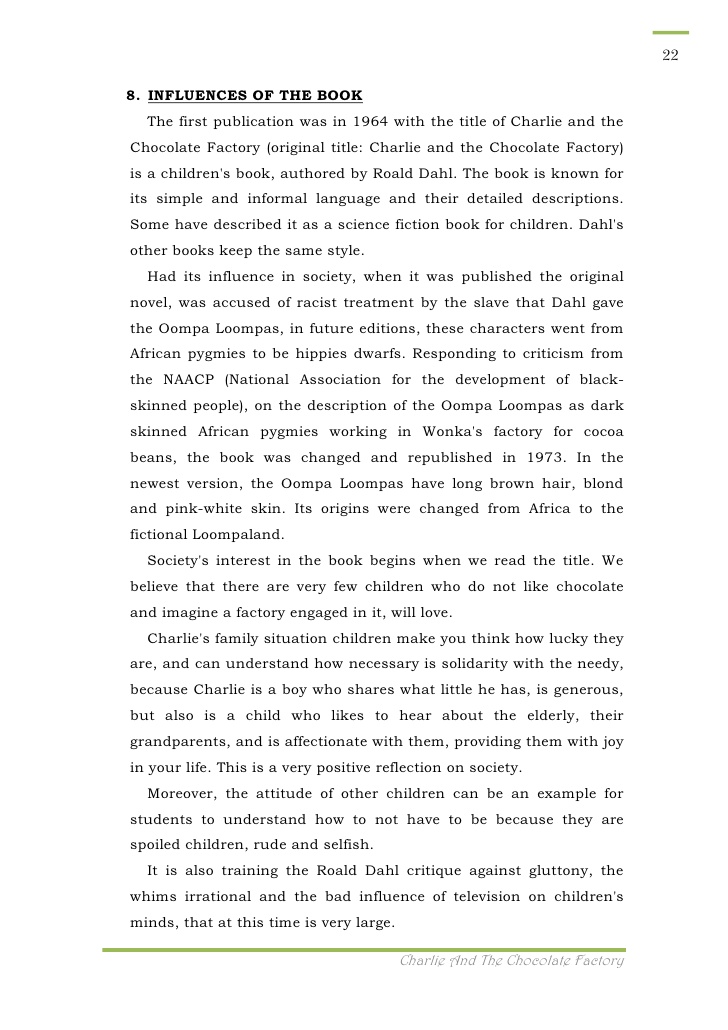 22
8. INFLUENCES OF THE BOOK
The first publication was in 1964 with the title of Charlie and the
Chocolate Factory (original title: Charlie and the Chocolate Factory)
is a children's book, authored by Roald Dahl. The book is known for
its simple and informal language and their detailed descriptions.
Some have described it as a science fiction book for children. Dahl's
other books keep the same style.
Had its influence in society, when it was published the original
novel, was accused of racist treatment by the slave that Dahl gave
the Oompa Loompas, in future editions, these characters went from
African pygmies to be hippies dwarfs. Responding to criticism from
the NAACP (National Association for the development of black-
skinned people), on the description of the Oompa Loompas as dark
skinned African pygmies working in Wonka's factory for cocoa
beans, the book was changed and republished in 1973. In the
newest version, the Oompa Loompas have long brown hair, blond
and pink-white skin. Its origins were changed from Africa to the
fictional Loompaland.
Society's interest in the book begins when we read the title. We
believe that there are very few children who do not like chocolate
and imagine a factory engaged in it, will love.
Charlie's family situation children make you think how lucky they
are, and can understand how necessary is solidarity with the needy,
because Charlie is a boy who shares what little he has, is generous,
but also is a child who likes to hear about the elderly, their
grandparents, and is affectionate with them, providing them with joy
in your life. This is a very positive reflection on society.
Moreover, the attitude of other children can be an example for
students to understand how to not have to be because they are
spoiled children, rude and selfish.
It is also training the Roald Dahl critique against gluttony, the
whims irrational and the bad influence of television on children's
minds, that at this time is very large.
Charlie And The Chocolate Factory